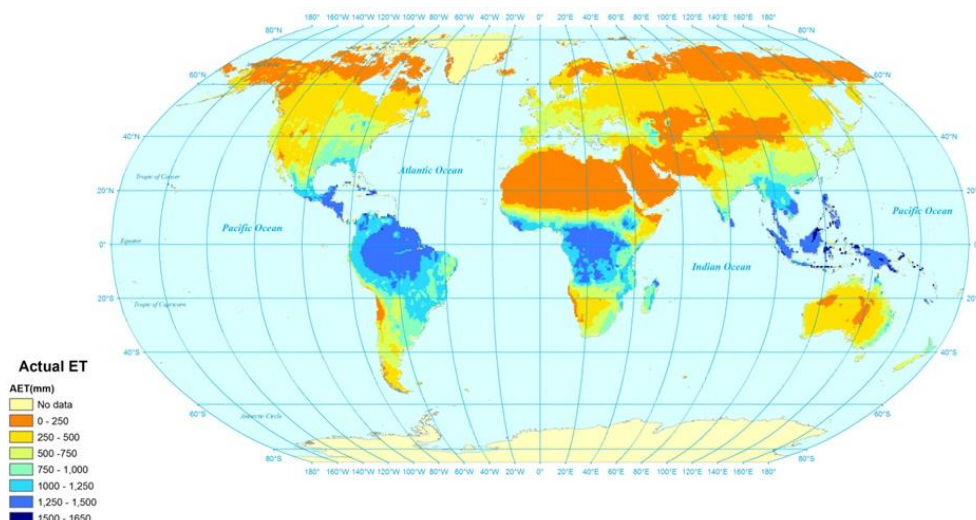 180° 160° 140° 120° 100° 80° 60° 40° 20° 0° 20° 40° 60° 80° 100° 120° 140° 160° 180°
80°N 80°N
60°N 60°N
40°N 40°N
Atlantic Ocean
Tropic of Cancer 20°N 20°N
Pacific Ocean Pacific Ocean
Equator 0° 0°
Indian Ocean
20°S Tropic of Capricorn 20°S
40°S 40°S
Actual ET
AET(mm)
No data
60°S Antarctic Circle 60°S
0 - 250
250 - 500
80°S 80°S
500 -750
180° 160°W 140°W 120°W 100°W 80°W 60°W 40°W 20°W 0° 20°E 40°E 60°E 80°E 100°E 120°E 140°E 160°E 180°
750 - 1,000
1000 - 1,250
1,250 - 1,500
1500 - 1650